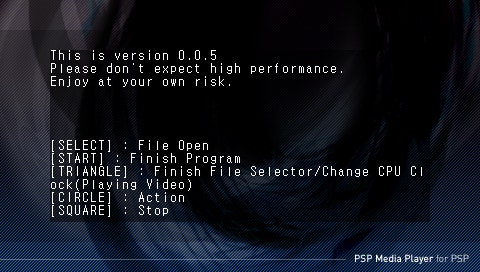 This is version 0.0.5
Please don't expect high performance.
Enjoy at your own risk.
[SELECT] : File Open
[START] : Finish Program
[TRIANGLE] : Finish File Selector/Change CPU Cl
ock(Playing Video)
[CIRCLE] : Action
[SQUARE] : Stop
PSP Media Player for PSP